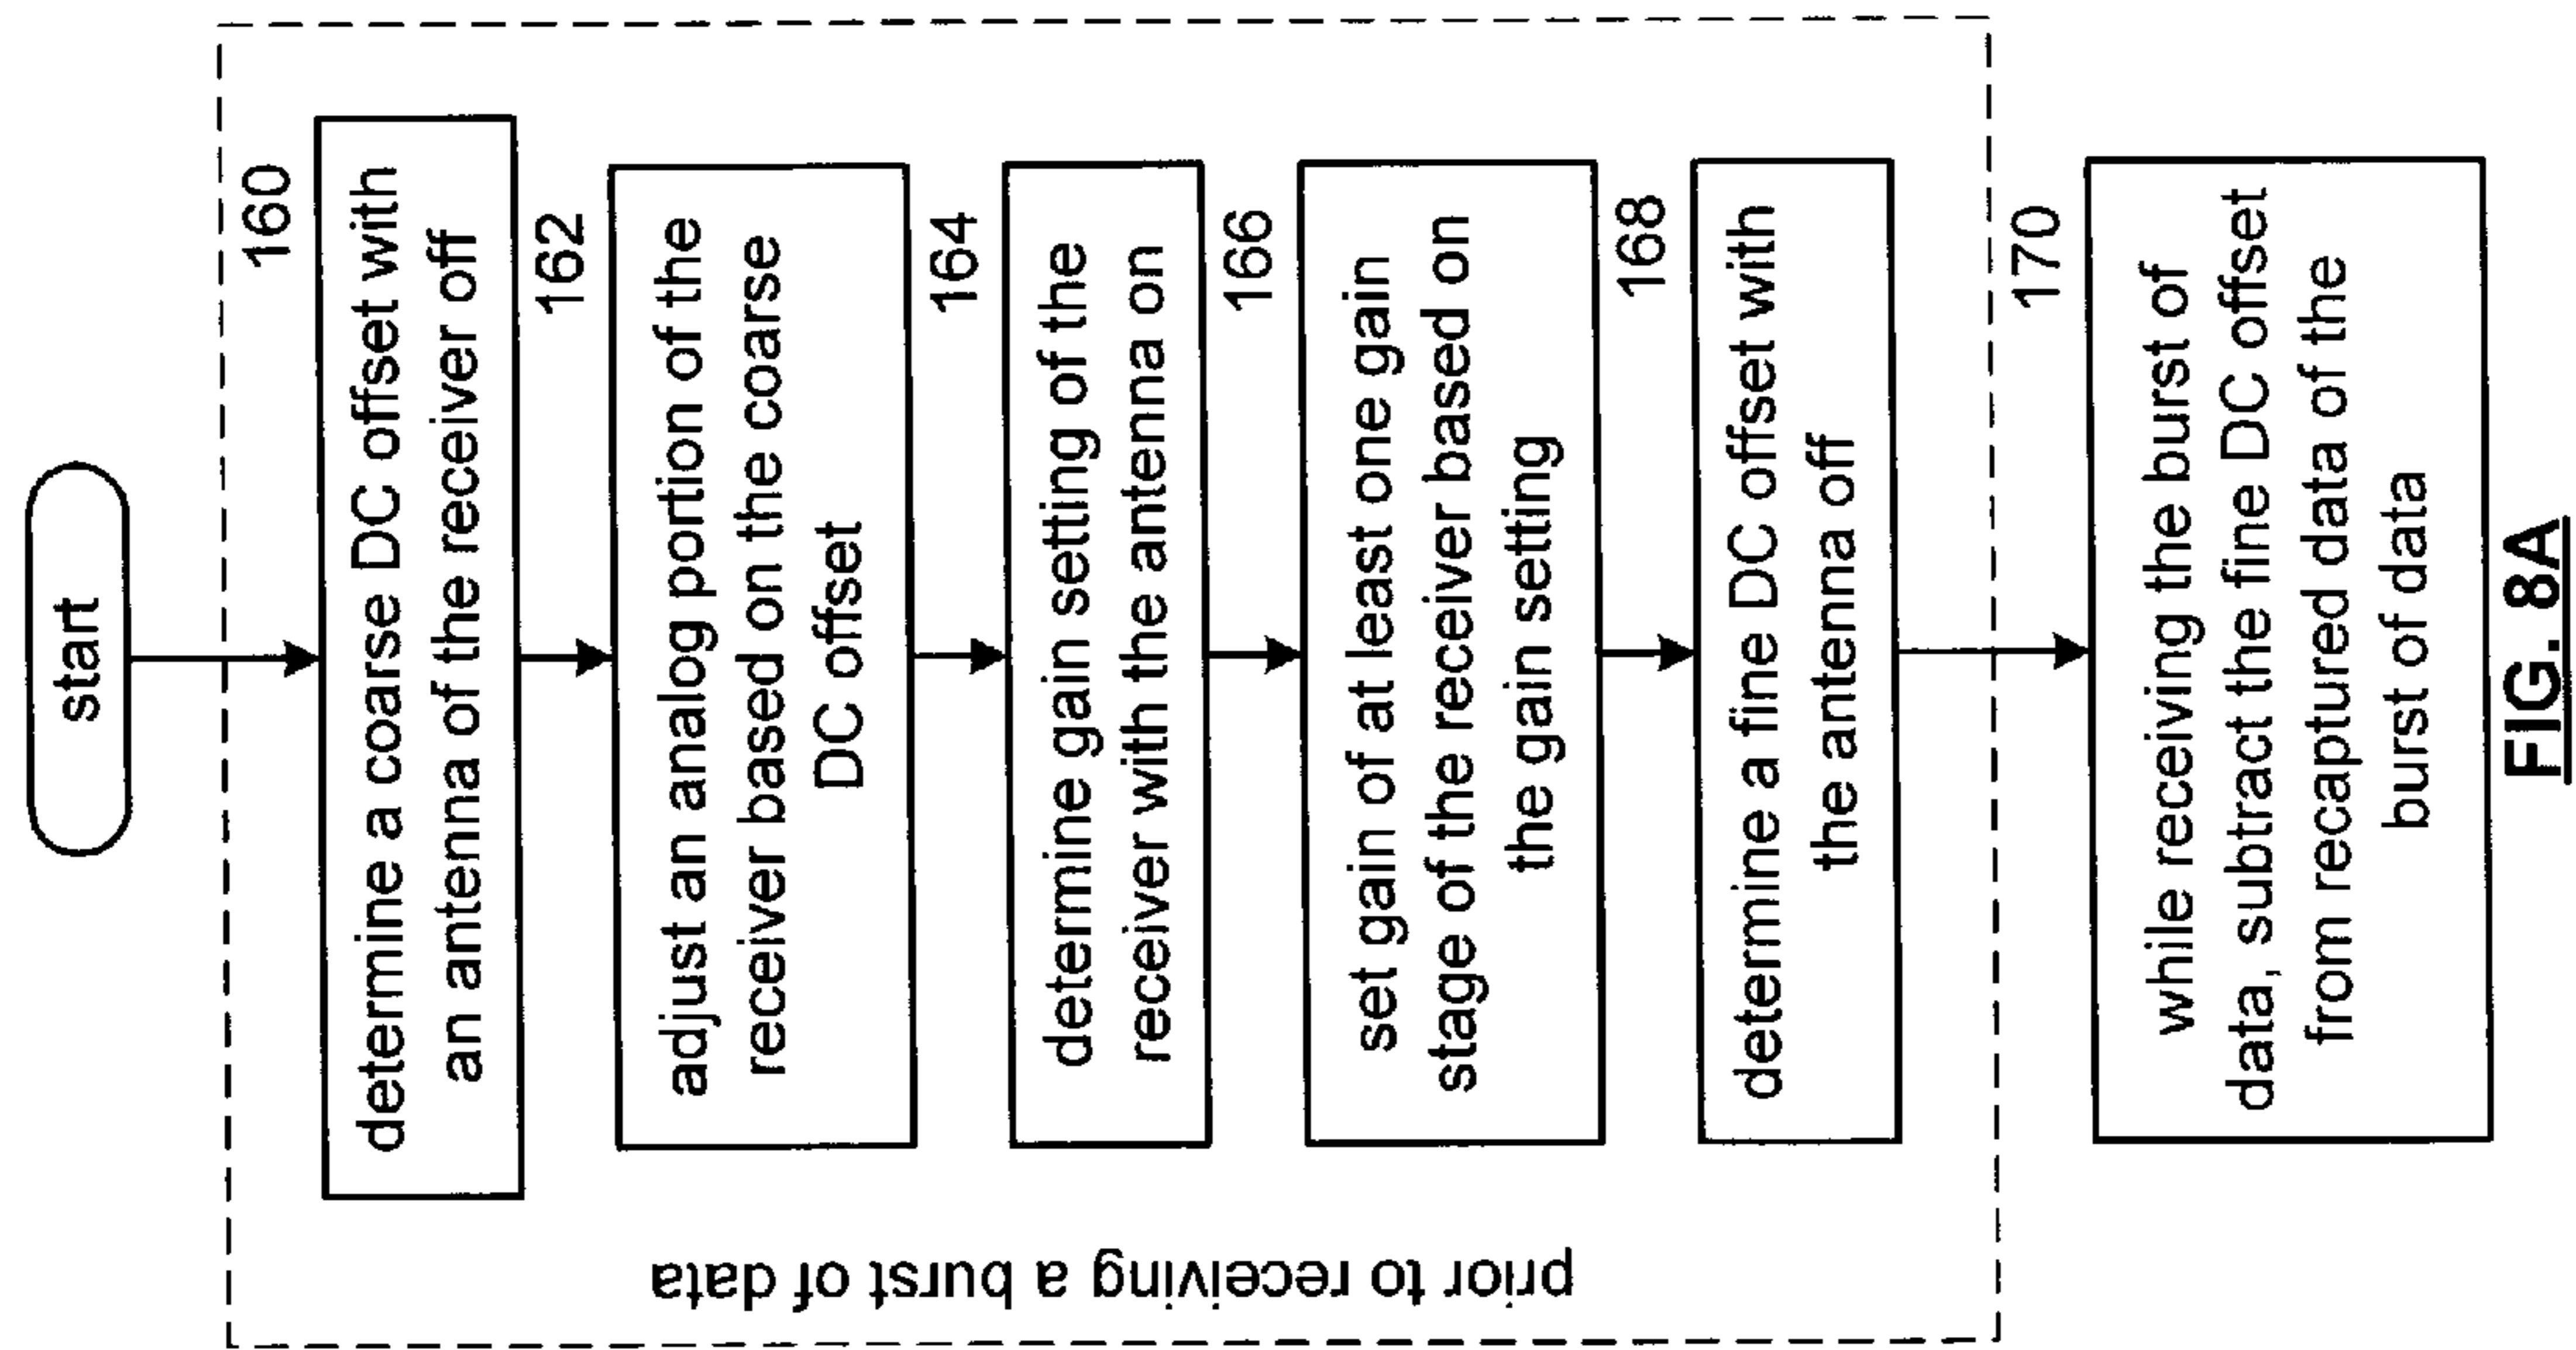 start
160
determine a coarse DC offset with
an antenna of the receiver off
162
adjust an analog portion of the
receiver based on the coarse
DC offset
164
determine gain setting of the
receiver with the antenna on
166
set gain of at least one gain
stage of the receiver based on
the gain setting
168
determine a fine DC offset with
the antenna off
prior to receiving a burst of data
170
while receiving the burst of
data, subtract the fine DC offset
from recaptured data of the
burst of data
FIG. 8A